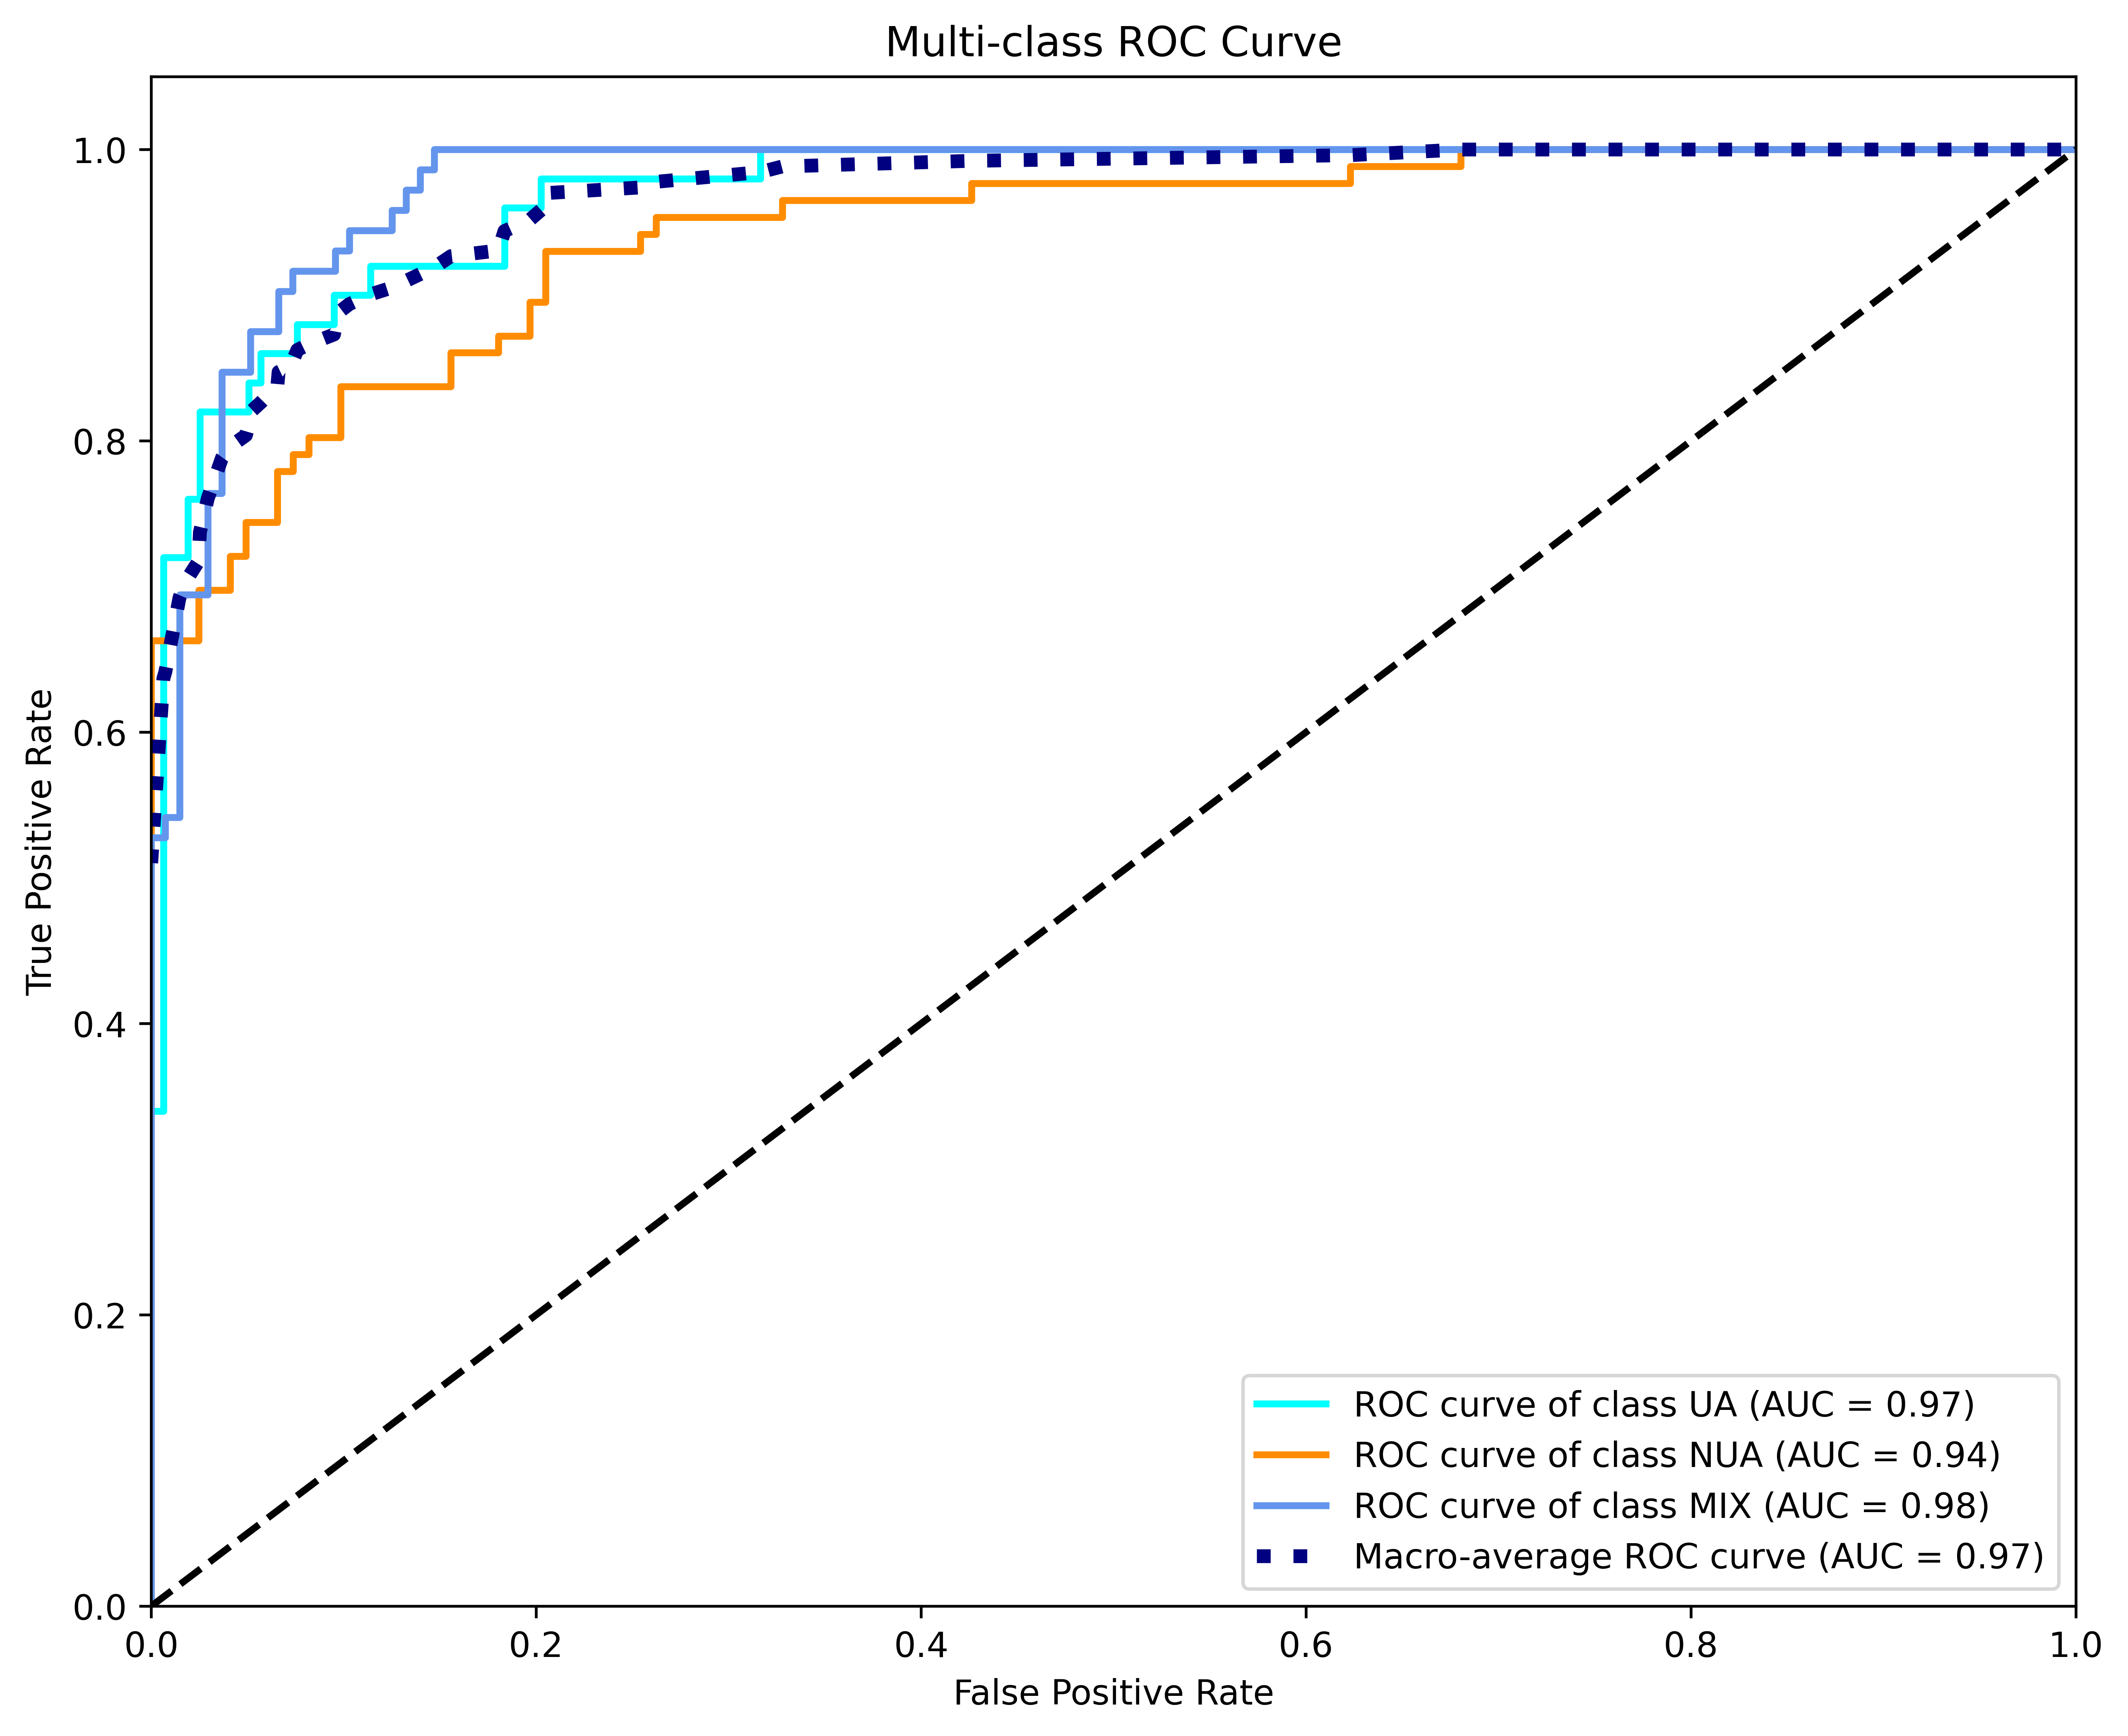 Multi-class ROC Curve
1.0
0.8
0.6
0.4
0.2
0.0
True Positive Rate
ROC curve of class UA (AUC = 0.97)
ROC curve of class NUA (AUC = 0.94)
ROC curve of class MIX (AUC = 0.98)
Macro-average ROC curve (AUC = 0.97)
0.0 0.2 0.4 0.6 0.8 1.0
False Positive Rate